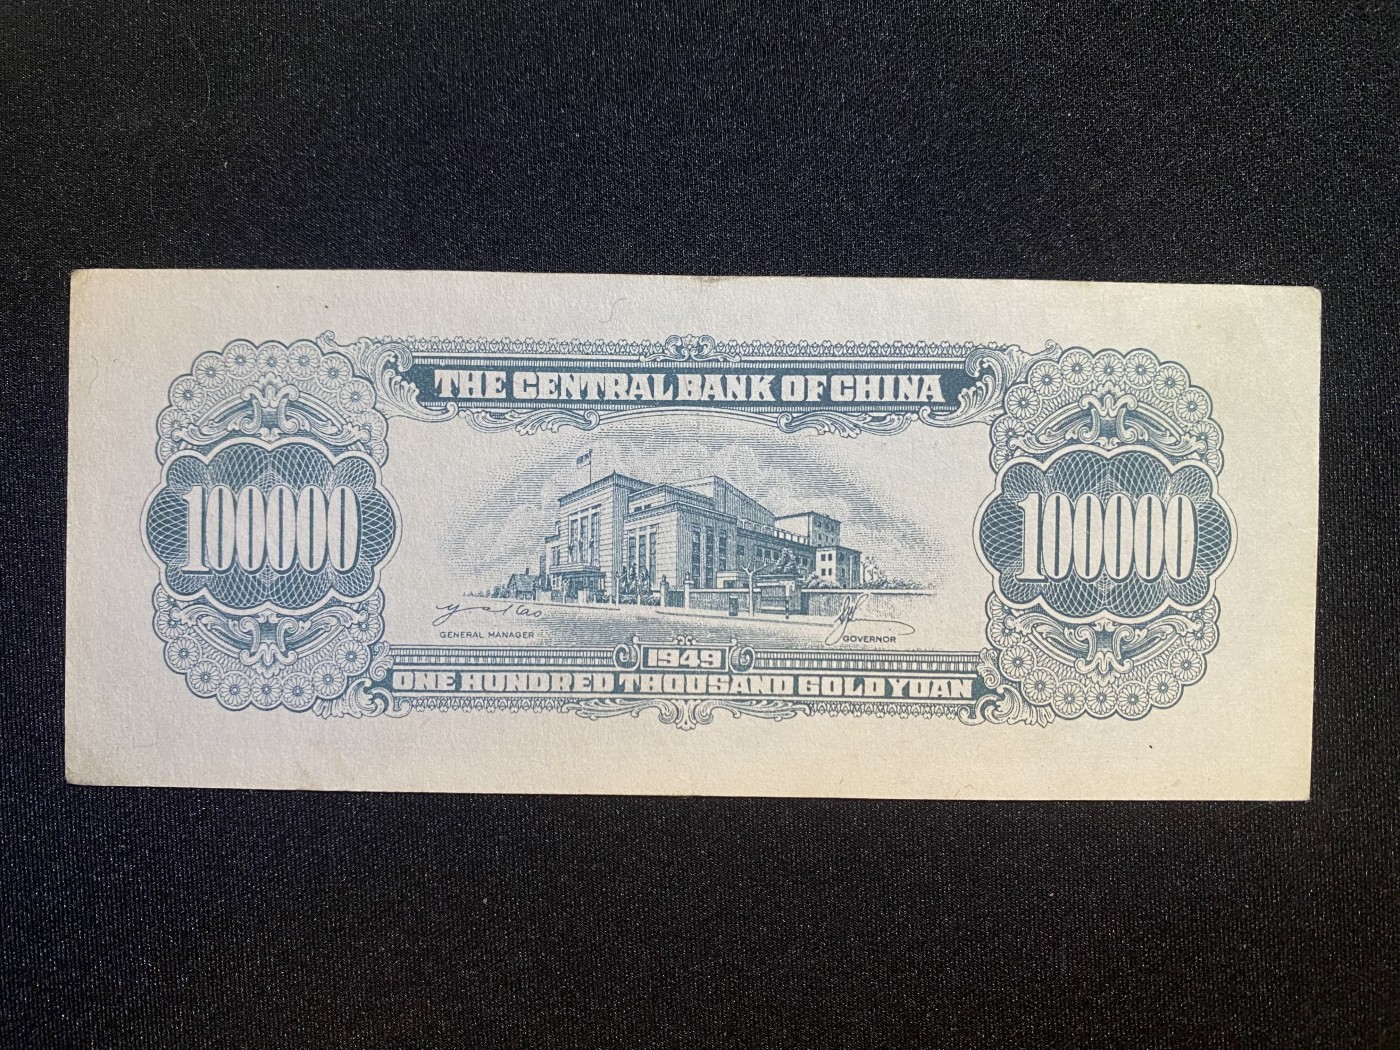 THE CENTRAL BANK OF CHINA
100000 100000
GENERAL MANAGER GOVERNOR
1949
ONE HUNDRED THOUSAND GOLD YUAN